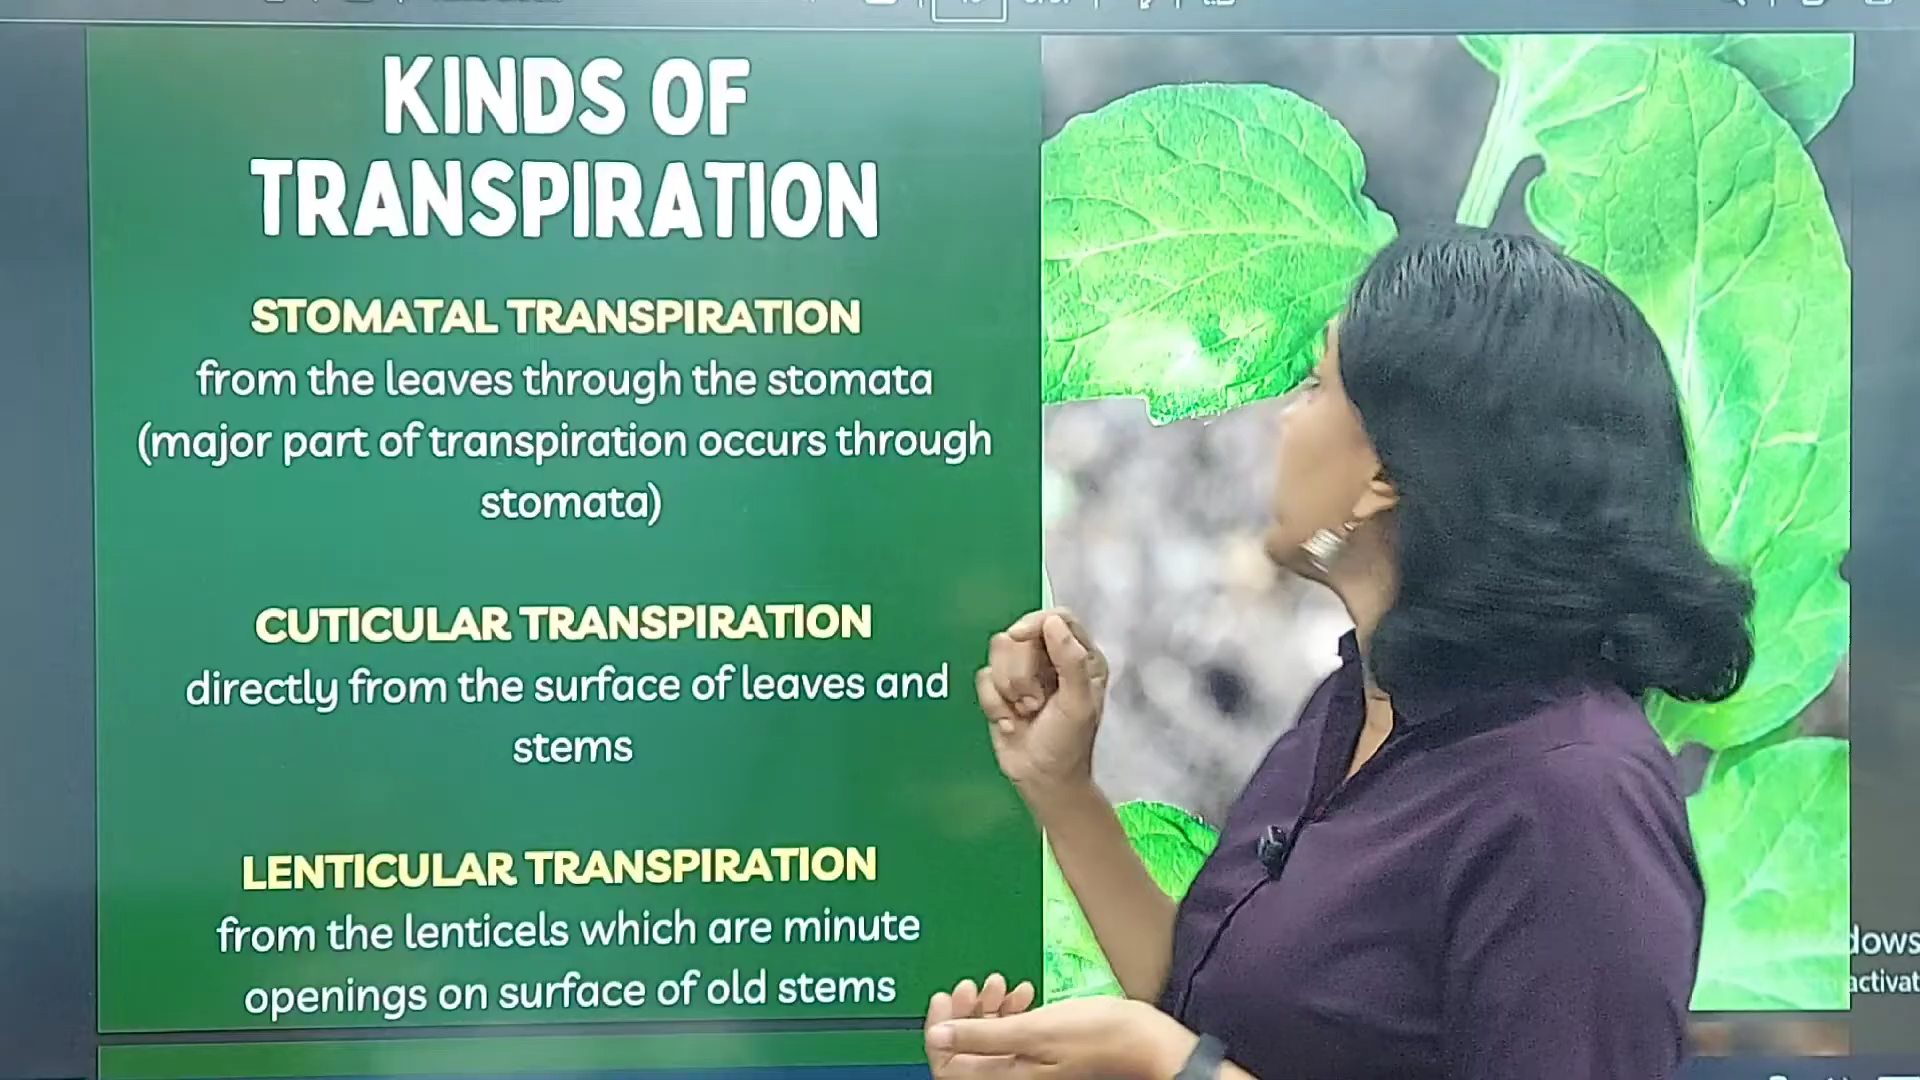 KINDS OF
TRANSPIRATION
STOMATAL TRANSPIRATION
from the leaves through the stomata
(major part of transpiration occurs through
stomata)
CUTICULAR TRANSPIRATION
directly from the surface of leaves and
stems
LENTICULAR TRANSPIRATION
from the lenticels which are minute
openings on surface of old stems